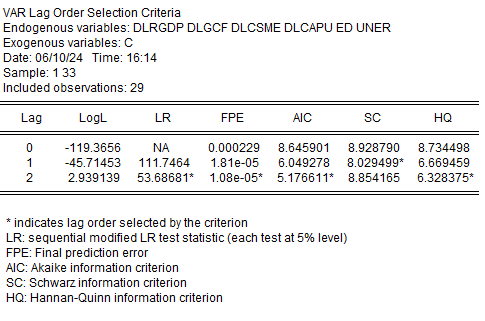 VAR Lag Order Selection Criteria
Endogenous variables: DLRGDP DLGCF DLCSME DLCAPU ED UNER
Exogenous variables: C
Date: 06/10/24 Time: 16:14
Sample: 1 33
Included observations: 29
Lag LogL LR FPE AIC SC HQ
0 -119.3656 NA 0.000229 8.645901 8.928790 8.734498
1 -45.71453 111.7464 1.81e-05 6.049278 8.029499* 6.669459
2 2.939139 53.68681* 1.08e-05* 5.176611* 8.854165 6.328375*
* indicates lag order selected by the criterion
LR: sequential modified LR test statistic (each test at 5% level)
FPE: Final prediction error
AIC: Akaike information criterion
SC: Schwarz information criterion
HQ: Hannan-Quinn information criterion